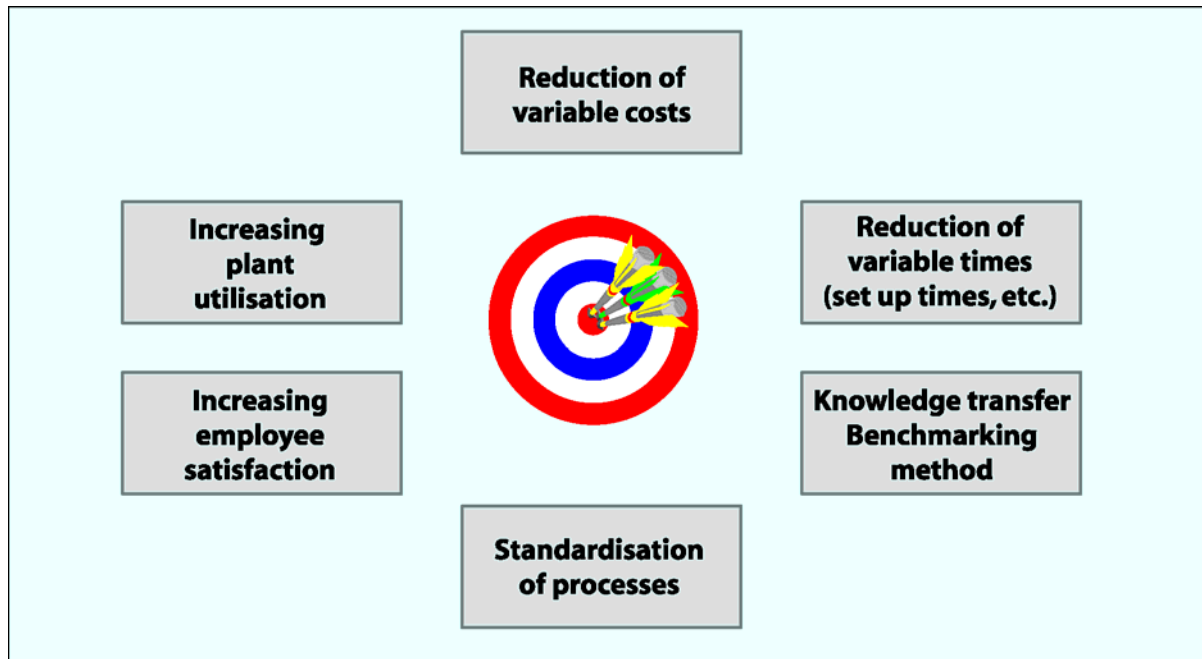 Reduction of
variable costs
Increasing
plant
utilisation
Reduction of
variable times
(set up times, etc.)
Increasing
employee
satisfaction
Knowledge transfer
Benchmarking
method
Standardisation
of processes